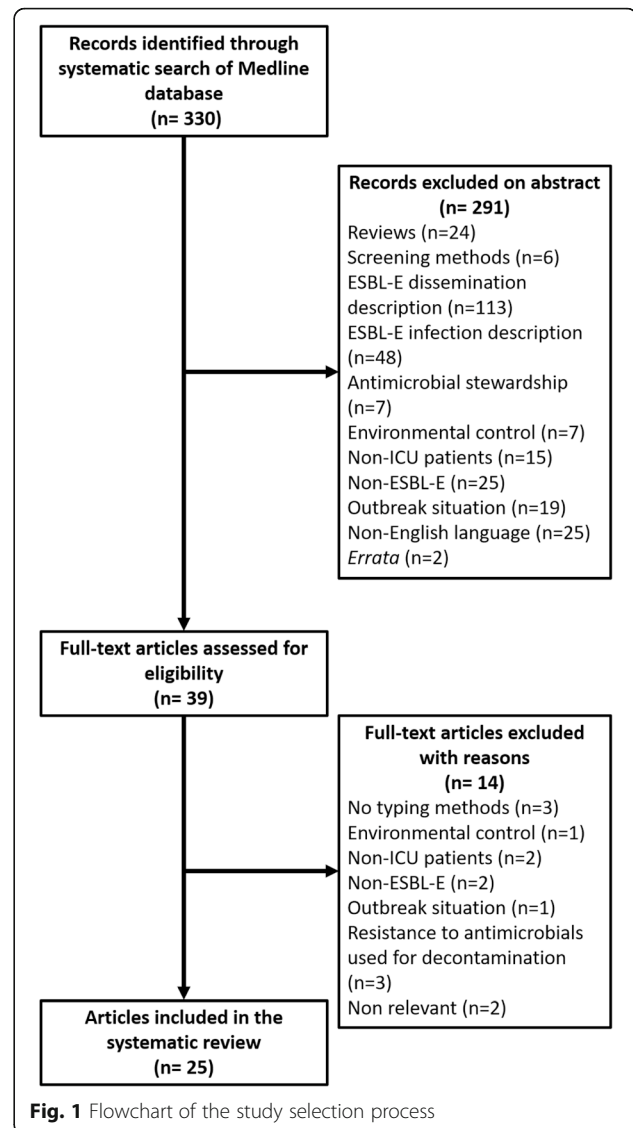 Records identified through
systematic search of Medline
database
(n= 330)
Records excluded on abstract
(n= 291)
Reviews (n=24)
Screening methods (n=6)
ESBL-E dissemination
description (n=113)
ESBL-E infection description
(n=48)
Antimicrobial stewardship
(n=7)
Environmental control (n=7)
Non-ICU patients (n=15)
Non-ESBL-E (n=25)
Outbreak situation (n=19)
Non-English language (n=25)
Errata (n=2)
Full-text articles assessed for
eligibility
(n= 39)
Full-text articles excluded
with reasons
(n= 14)
No typing methods (n=3)
Environmental control (n=1)
Non-ICU patients (n=2)
Non-ESBL-E (n=2)
Outbreak situation (n=1)
Resistance to antimicrobials
used for decontamination
(n=3)
Non relevant (n=2)
Articles included in the
systematic review
(n= 25)
Fig. 1 Flowchart of the study selection process